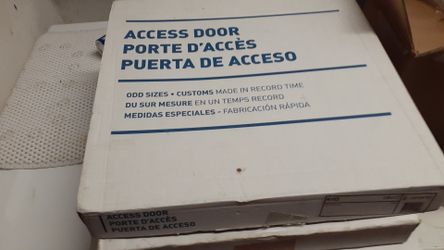 ACCESS DOOR
PORTE D'ACCÈS
PUERTA DE ACCESO
ODD SIZES • CUSTOMS MADE IN RECORD TIME
DU SUR MESURE EN UN TEMPS RECORD
MEDIDAS ESPECIALES - FABRICACIÓN RÁPIDA
ACCESS DOOR
PORTE D'ACCÈS
PUERTA DE ACCESO